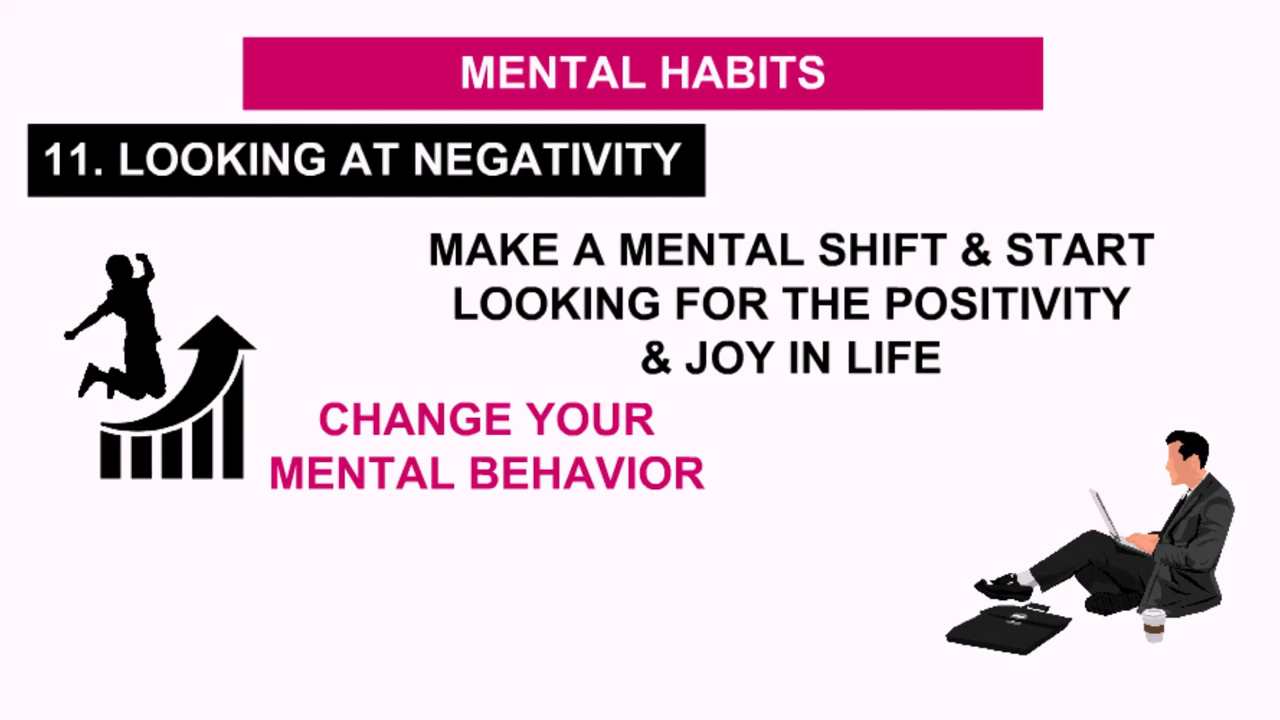 MENTAL HABITS
11. LOOKING AT NEGATIVITY
MAKE A MENTAL SHIFT & START
LOOKING FOR THE POSITIVITY
& JOY IN LIFE
CHANGE YOUR
MENTAL BEHAVIOR